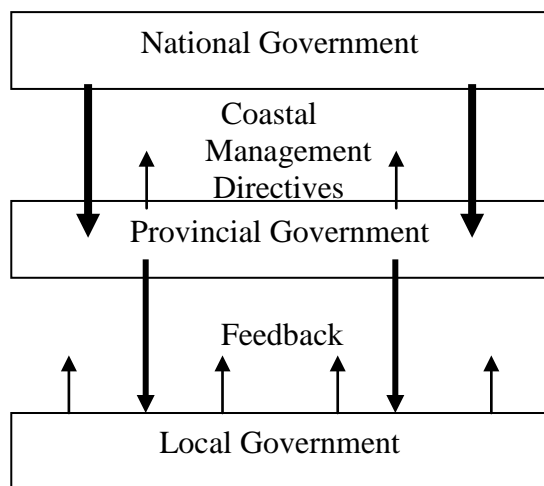 National Government
Coastal
Management
Directives
Provincial Government
Feedback
Local Government